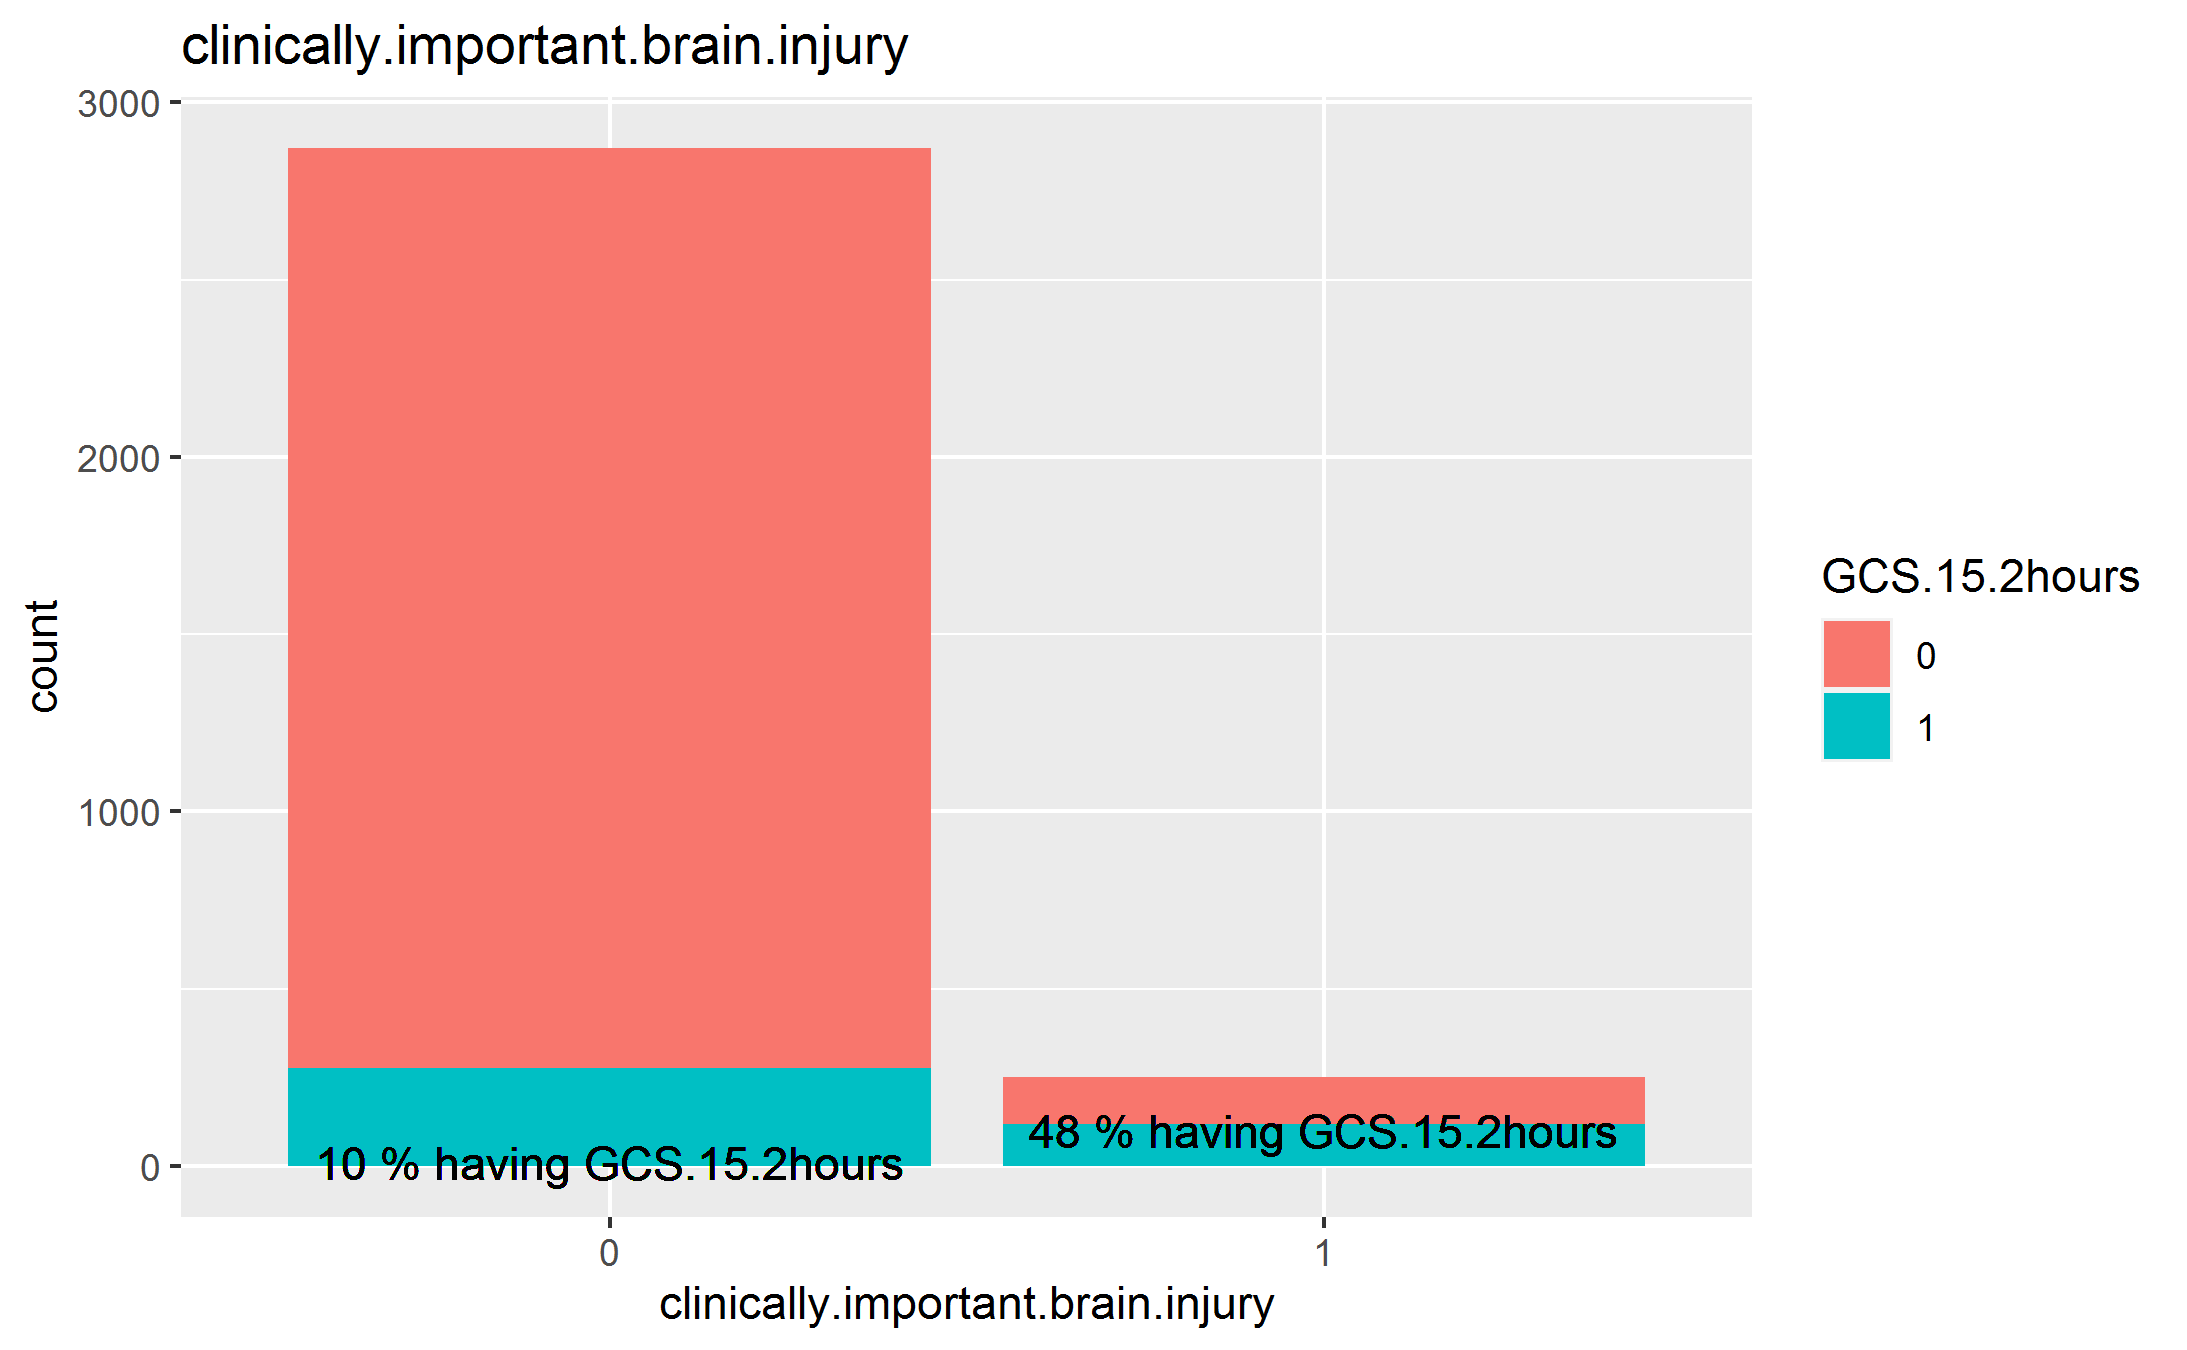 clinically.important.brain.injury
3000
2000
1000
0
count
10 % having GCS.15.2hours
48 % having GCS.15.2hours
0
1
clinically.important.brain.injury
GCS.15.2hours
0
1